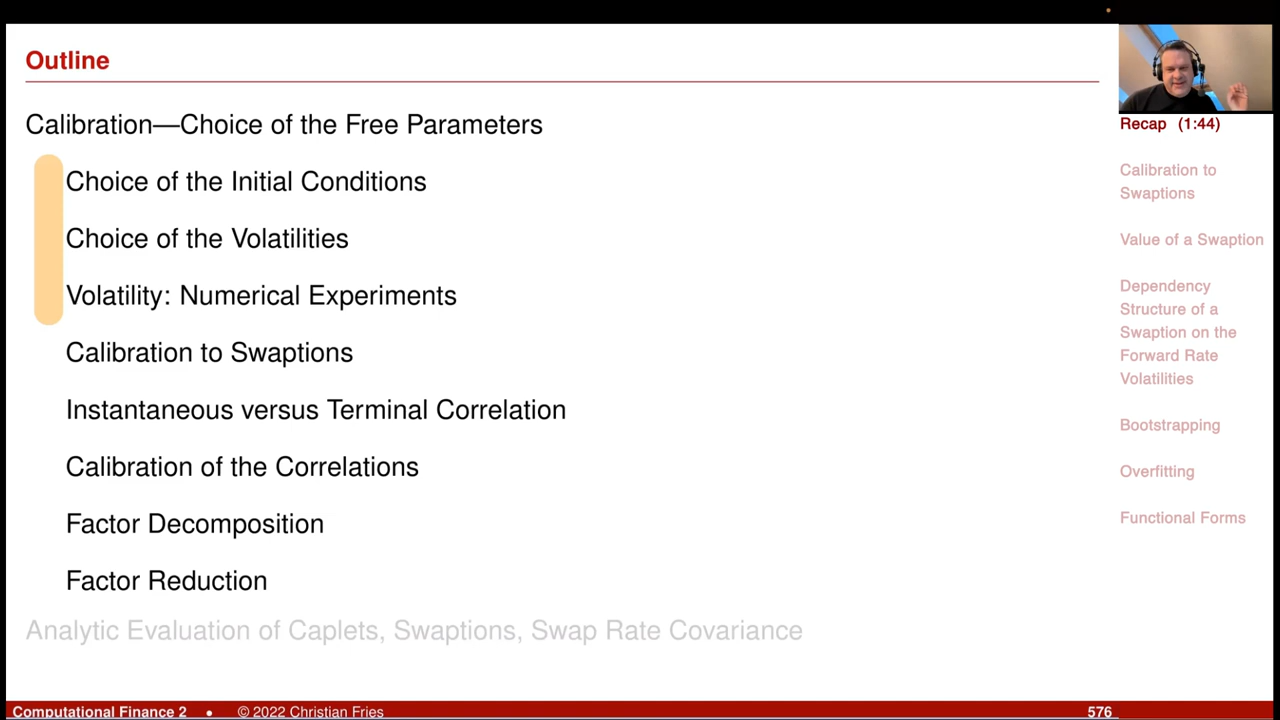 Outline
Calibration—Choice of the Free Parameters
Choice of the Initial Conditions
Choice of the Volatilities
Volatility: Numerical Experiments
Calibration to Swaptions
Instantaneous versus Terminal Correlation
Calibration of the Correlations
Factor Decomposition
Factor Reduction
Analytic Evaluation of Caplets, Swaptions, Swap Rate Covariance
Recap (1:44)
Calibration to
Swaptions
Value of a Swaption
Dependency
Structure of a
Swaption on the
Forward Rate
Volatilities
Bootstrapping
Overfitting
Functional Forms
Computational Finance 2 • © 2022 Christian Fries 576